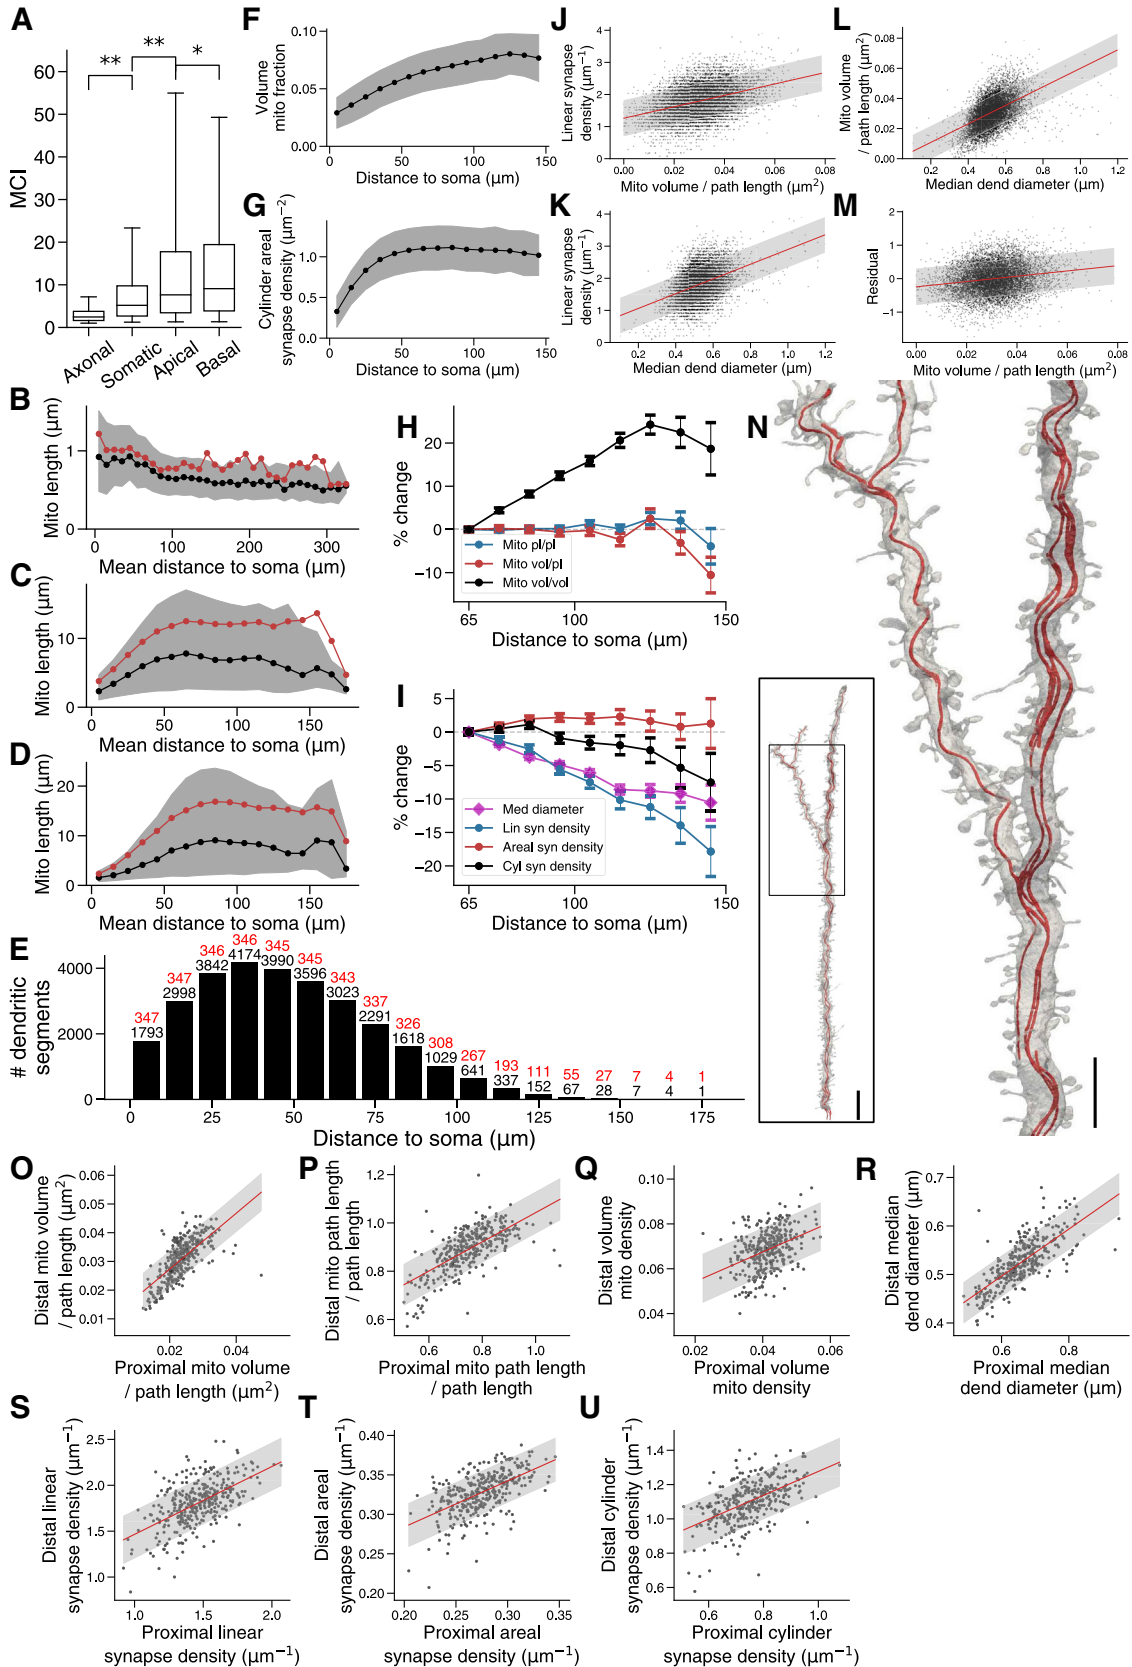 A
MCI
60
50
40
30
20
10
0
**
**
*
Axonal
Somatic
Apical
Basal
F
Volume
mito fraction
0.10
0.05
0.00
0
50
100
150
Distance to soma (µm)
G
Cylinder areal
synapse density (µm⁻²)
1.0
0.5
0.0
0
50
100
150
Distance to soma (µm)
J
Linear synapse
density (µm⁻¹)
4
3
2
1
0
0.00
0.02
0.04
0.06
0.08
Mito volume / path length (µm²)
K
Linear synapse
density (µm⁻¹)
4
3
2
1
0
0.2
0.4
0.6
0.8
1.0
1.2
Median dend diameter (µm)
L
Mito volume
/ path length (µm²)
0.08
0.06
0.04
0.02
0.00
0.2
0.4
0.6
0.8
1.0
1.2
Median dend diameter (µm)
M
Residual
2
1
0
−1
0.00
0.02
0.04
0.06
0.08
Mito volume / path length (µm²)
B
Mito length (µm)
1
0
0
100
200
300
Mean distance to soma (µm)
C
Mito length (µm)
10
0
0
50
100
150
Mean distance to soma (µm)
D
Mito length (µm)
20
10
0
0
50
100
150
Mean distance to soma (µm)
H
% change
20
10
0
−10
Mito pl/pl
Mito vol/pl
Mito vol/vol
65
100
150
Distance to soma (µm)
I
% change
5
0
−5
−10
−15
−20
Med diameter
Lin syn density
Areal syn density
Cyl syn density
65
100
150
Distance to soma (µm)
N
E
# dendritic
segments
4000
2000
0
347 347 346 346 345 345 343 337 326 308 267 193 111 55 27 7 4 1
1793 2998 3842 4174 3990 3596 3023 2291 1618 1029 641 337 152 67 28 7 4 1
0
25
50
75
100
125
150
175
Distance to soma (µm)
O
Distal mito volume
/ path length (µm²)
0.06
0.05
0.04
0.03
0.02
0.01
0.02
0.04
Proximal mito volume
/ path length (µm²)
P
Distal mito path length
/ path length
1.2
1.0
0.8
0.6
0.6
0.8
1.0
Proximal mito path length
/ path length
Q
Distal volume
mito density
0.10
0.08
0.06
0.04
0.02
0.04
0.06
Proximal volume
mito density
R
Distal median
dend diameter (µm)
0.7
0.6
0.5
0.4
0.6
0.8
Proximal median
dend diameter (µm)
S
Distal linear
synapse density (µm⁻¹)
2.5
2.0
1.5
1.0
1.0
1.5
2.0
Proximal linear
synapse density (µm⁻¹)
T
Distal areal
synapse density (µm⁻¹)
0.40
0.35
0.30
0.25
0.20
0.20
0.25
0.30
0.35
Proximal areal
synapse density (µm⁻¹)
U
Distal cylinder
synapse density (µm⁻¹)
1.4
1.2
1.0
0.8
0.6
0.6
0.8
1.0
Proximal cylinder
synapse density (µm⁻¹)